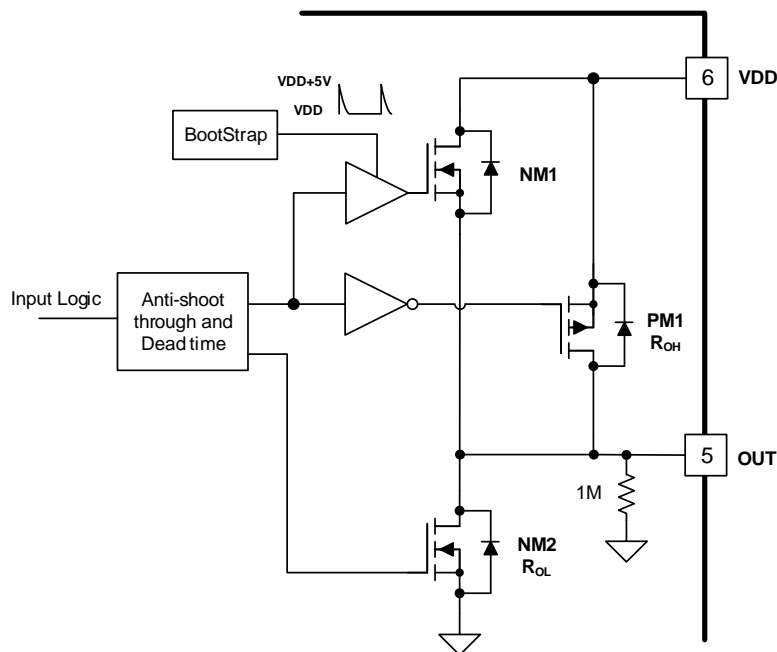 VDD+5V
VDD
6
VDD
BootStrap
NM1
Input Logic
Anti-shoot
through and
Dead time
PM1
ROH
5
OUT
1M
NM2
ROL